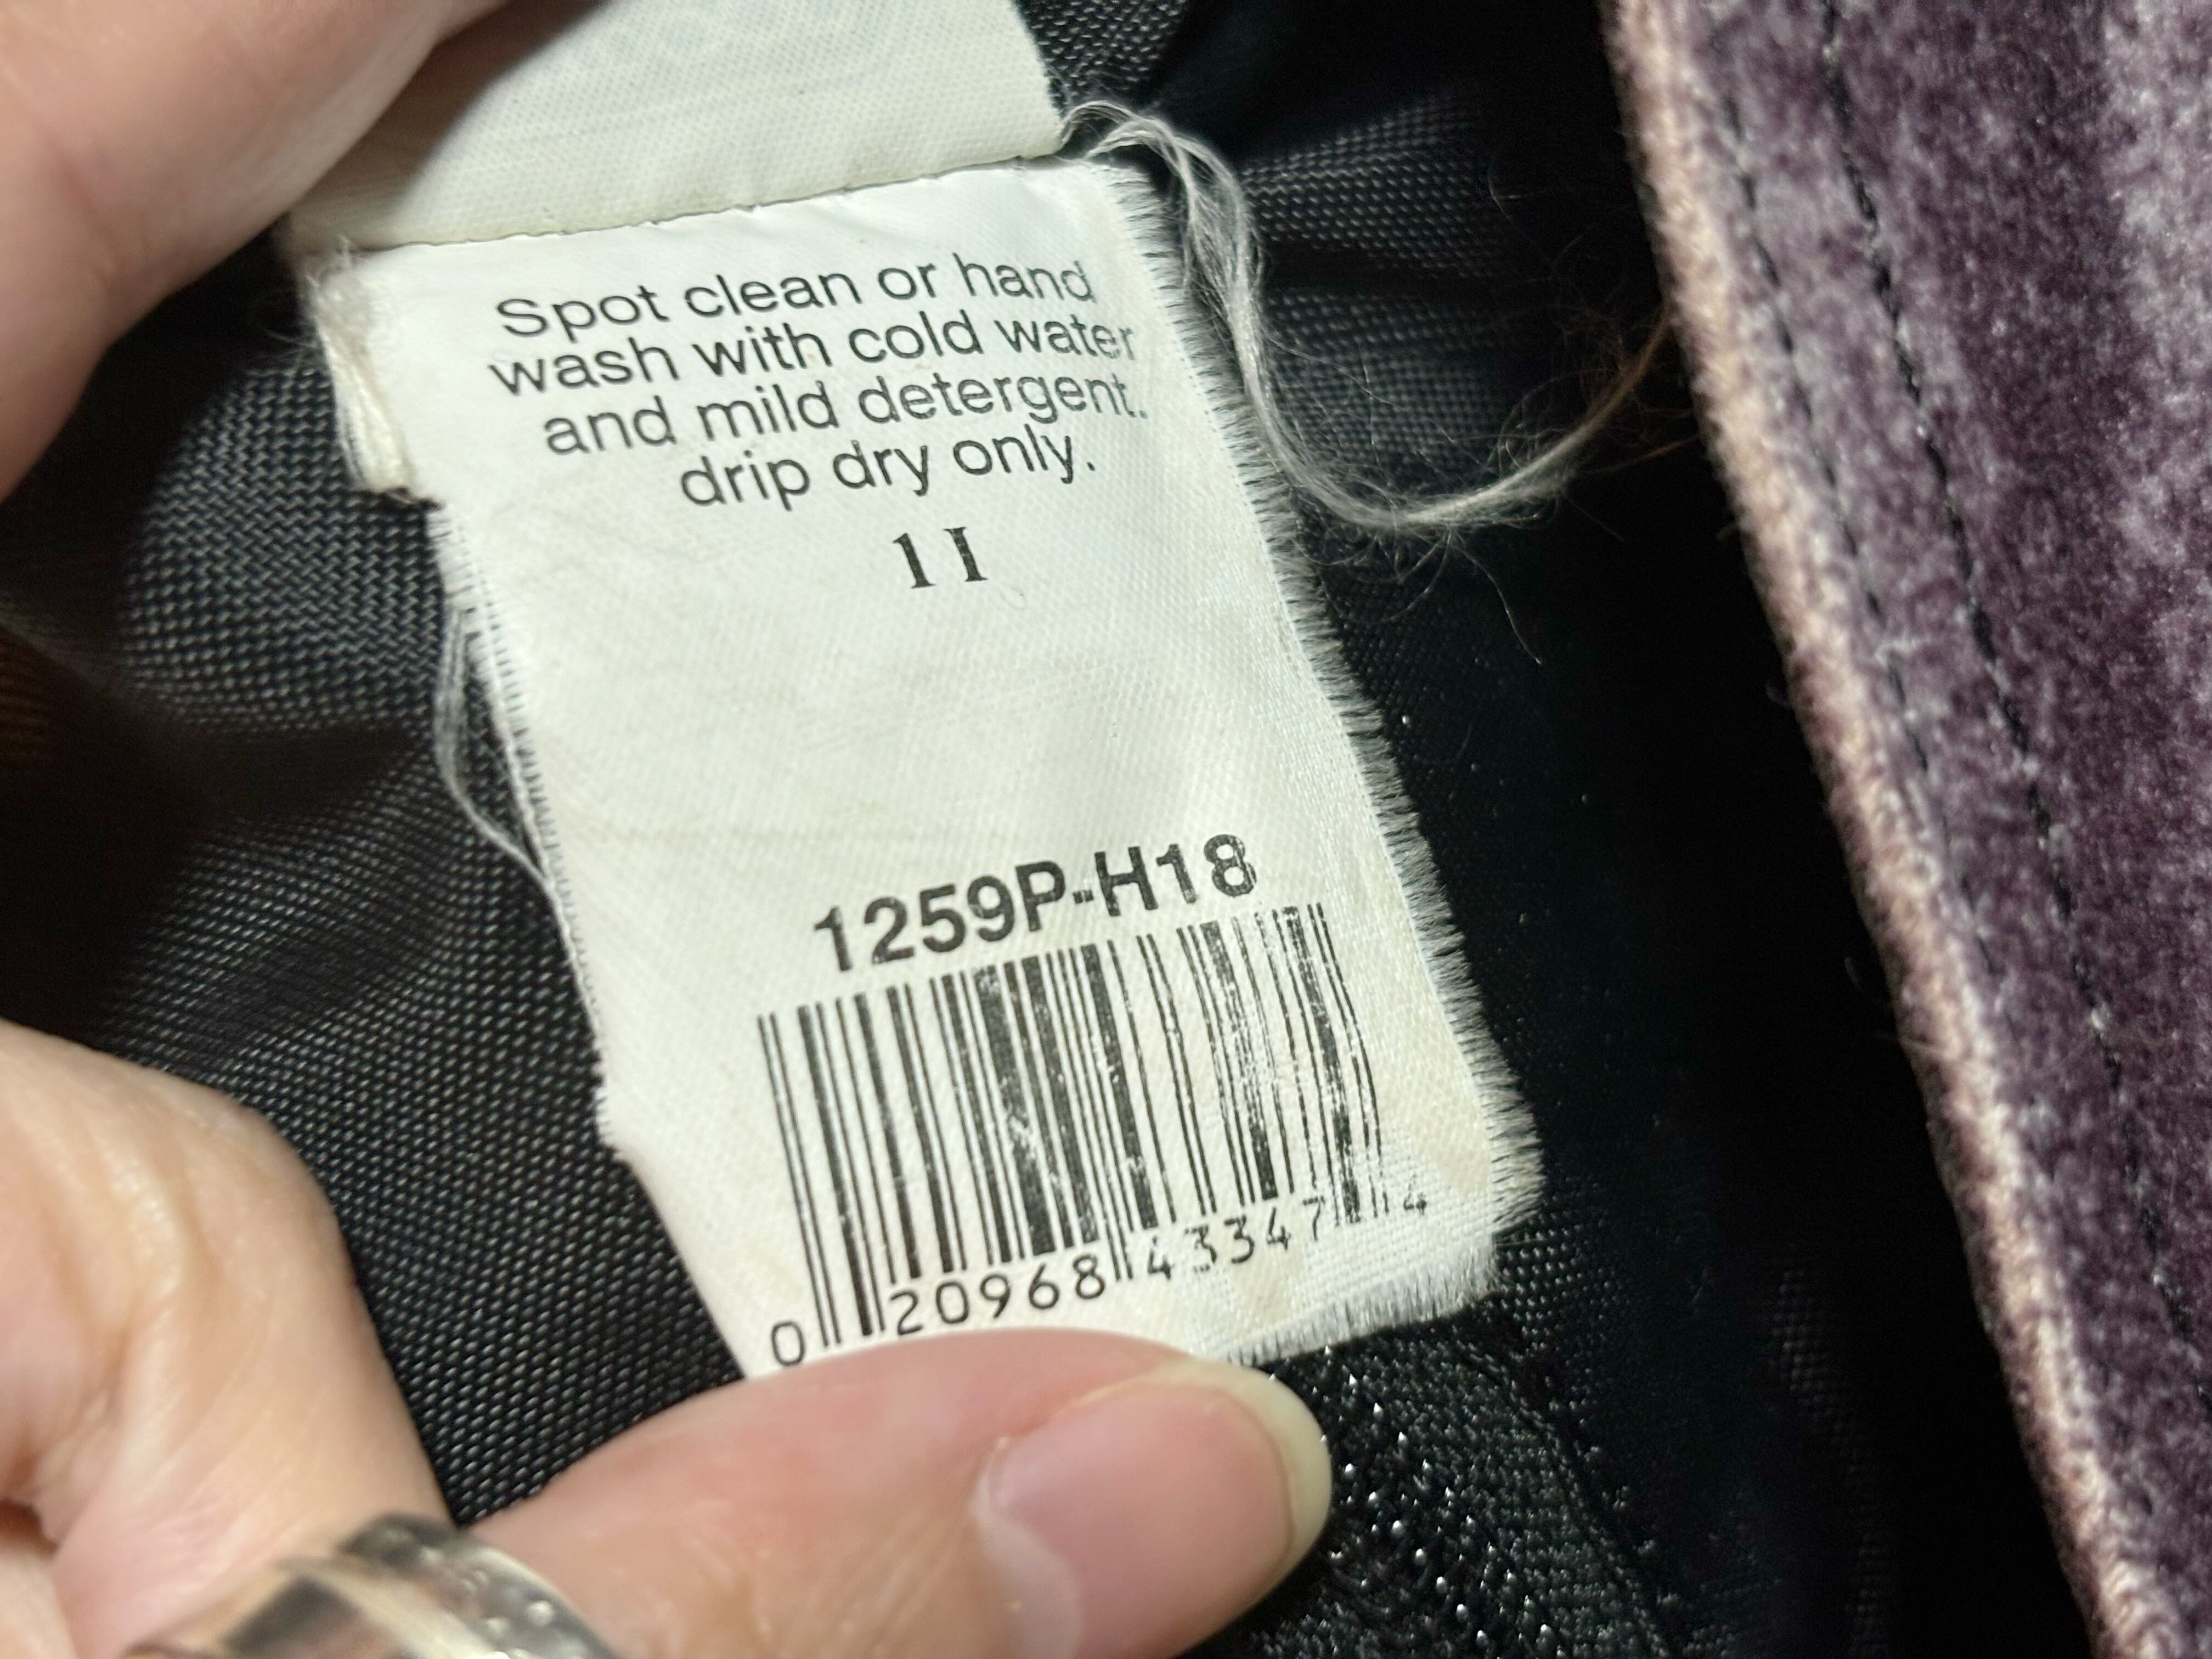 Spot clean or hand
wash with cold water
and mild detergent.
drip dry only.
1I
1259P-H18
0 20968 43347 4